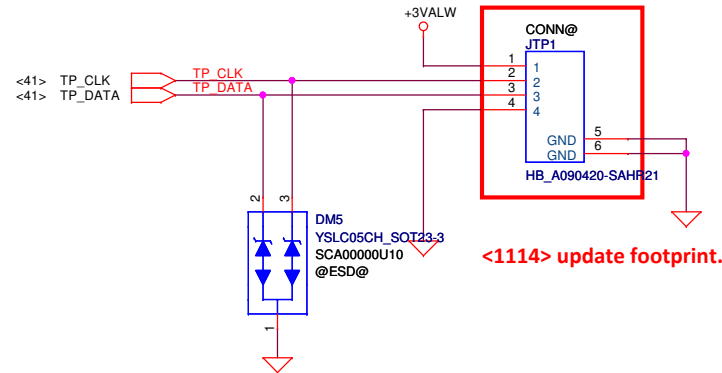 +3VALW
CONN@
JTP1
1 1
<41> TP_CLK TP_CLK 2 2
<41> TP_DATA TP_DATA 3 3
4 4
GND 5
GND 6
HB_A090420-SAHR21
2 3
DM5
YSLC05CH_SOT23-3
SCA00000U10
@ESD@
<1114> update footprint.
1